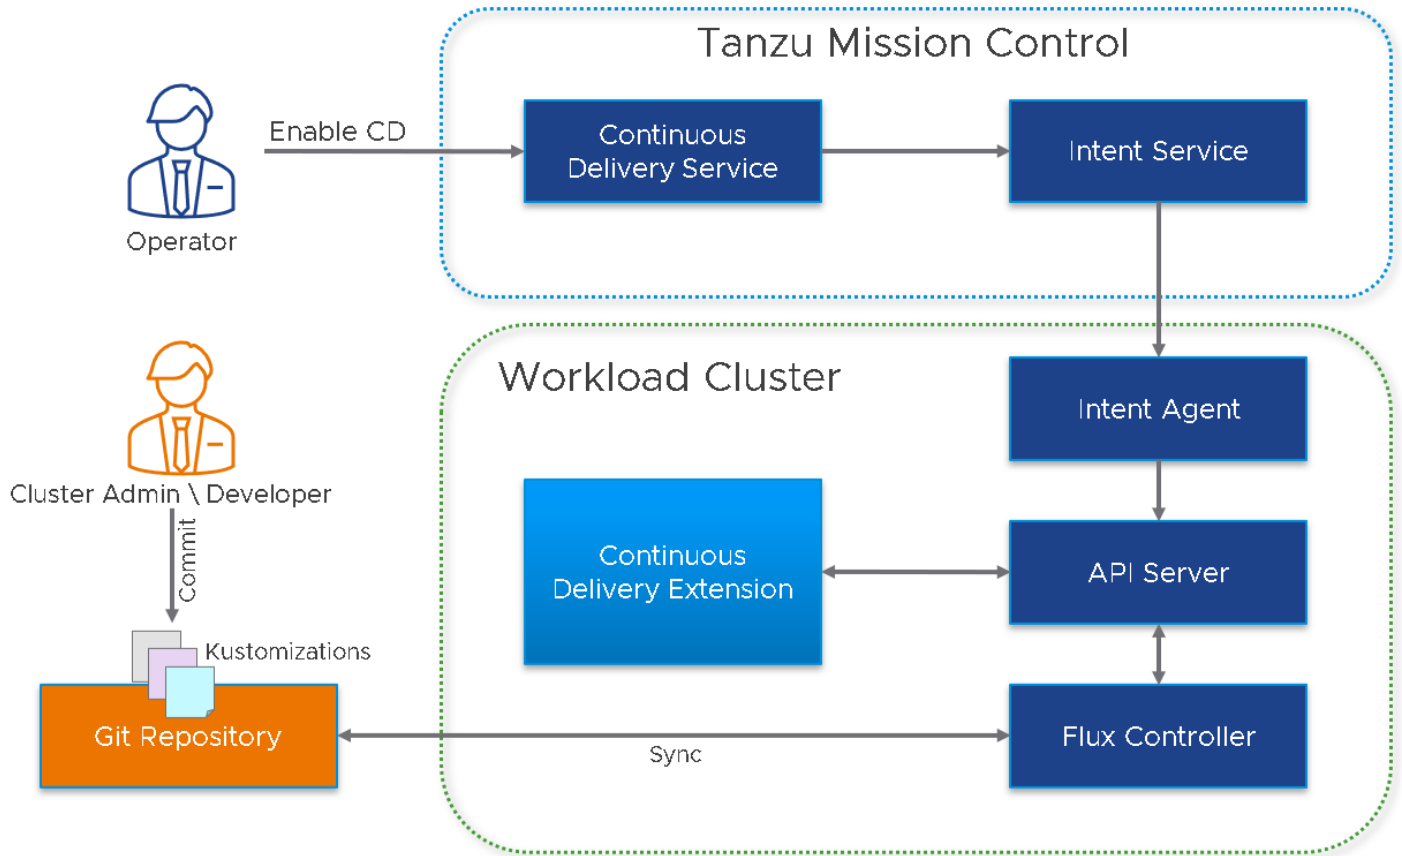 Tanzu Mission Control
Enable CD
Continuous
Delivery Service
Intent Service
Operator
Workload Cluster
Intent Agent
Cluster Admin \ Developer
Commit
Continuous
Delivery Extension
API Server
Kustomizations
Git Repository
Sync
Flux Controller